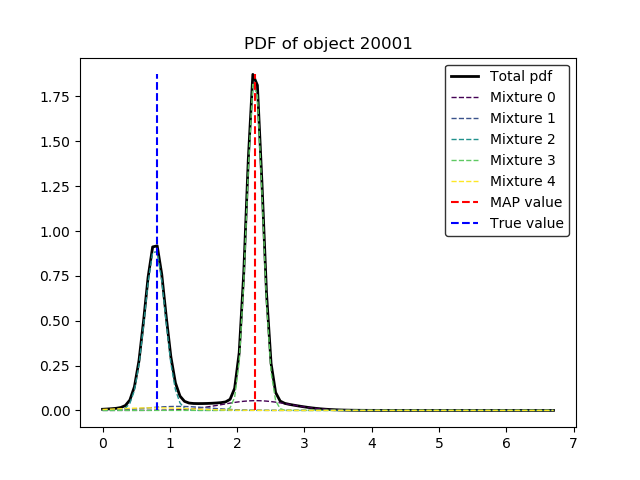 PDF of object 20001
Total pdf
Mixture 0
Mixture 1
Mixture 2
Mixture 3
Mixture 4
MAP value
True value
1.75
1.50
1.25
1.00
0.75
0.50
0.25
0.00
0 1 2 3 4 5 6 7